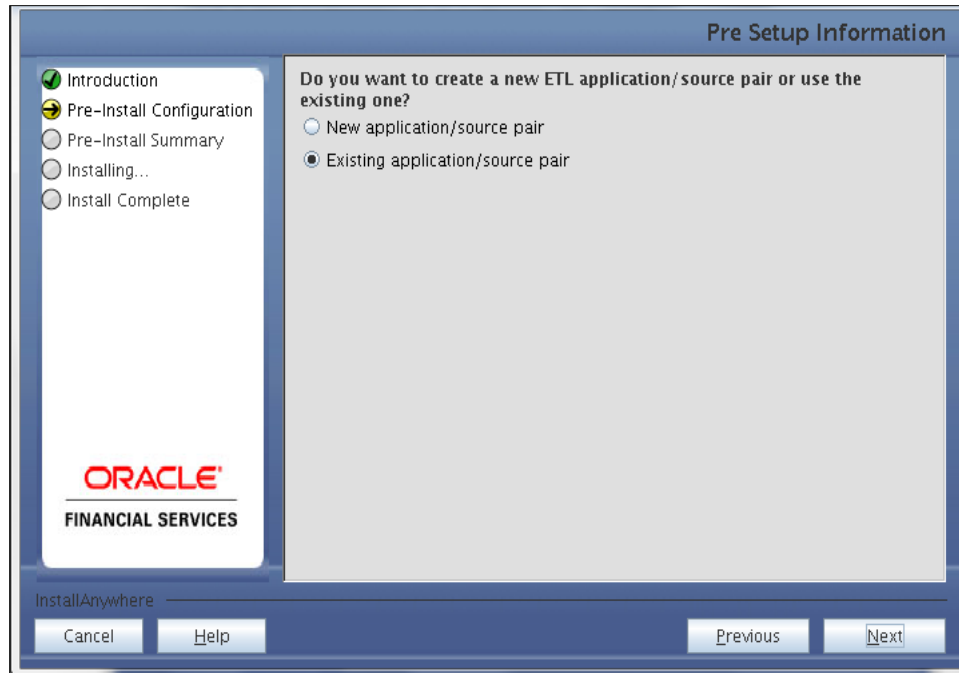 Pre Setup Information
Introduction
Pre-Install Configuration
Pre-Install Summary
Installing...
Install Complete
Do you want to create a new ETL application/source pair or use the
existing one?
New application/source pair
Existing application/source pair
ORACLE
FINANCIAL SERVICES
InstallAnywhere
Cancel
Help
Previous
Next